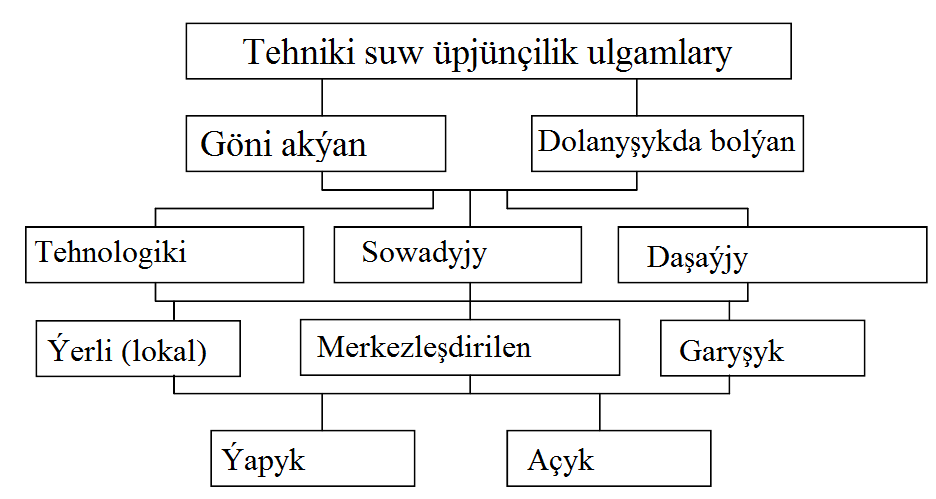 Tehniki suw üpjünçilik ulgamlary
Göni akýan
Dolanyşykda bolýan
Tehnologiki
Sowadyjy
Daşaýjy
Ýerli (lokal)
Merkezleşdirilen
Garyşyk
Ýapyk
Açyk